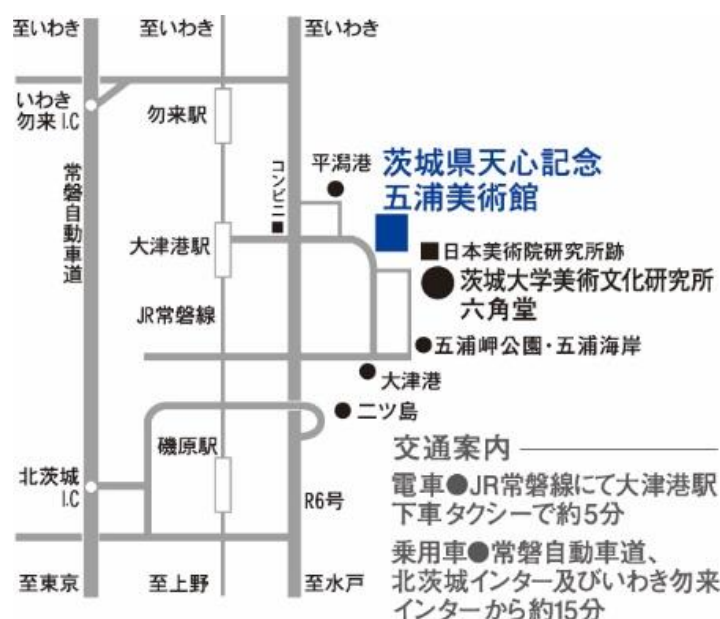 至いわき
至いわき
至いわき
いわき
勿来 I.C
勿来駅
常磐自動車道
コンビニ
平潟港
茨城県天心記念
五浦美術館
大津港駅
日本美術院研究所跡
茨城大学美術文化研究所
六角堂
JR常磐線
五浦岬公園・五浦海岸
大津港
二ツ島
磯原駅
北茨城
I.C
R6号
至東京
至上野
至水戸
交通案内
電車●JR常磐線にて大津港駅
下車タクシーで約5分
乗用車●常磐自動車道、
北茨城インター及びいわき勿来
インターから約15分